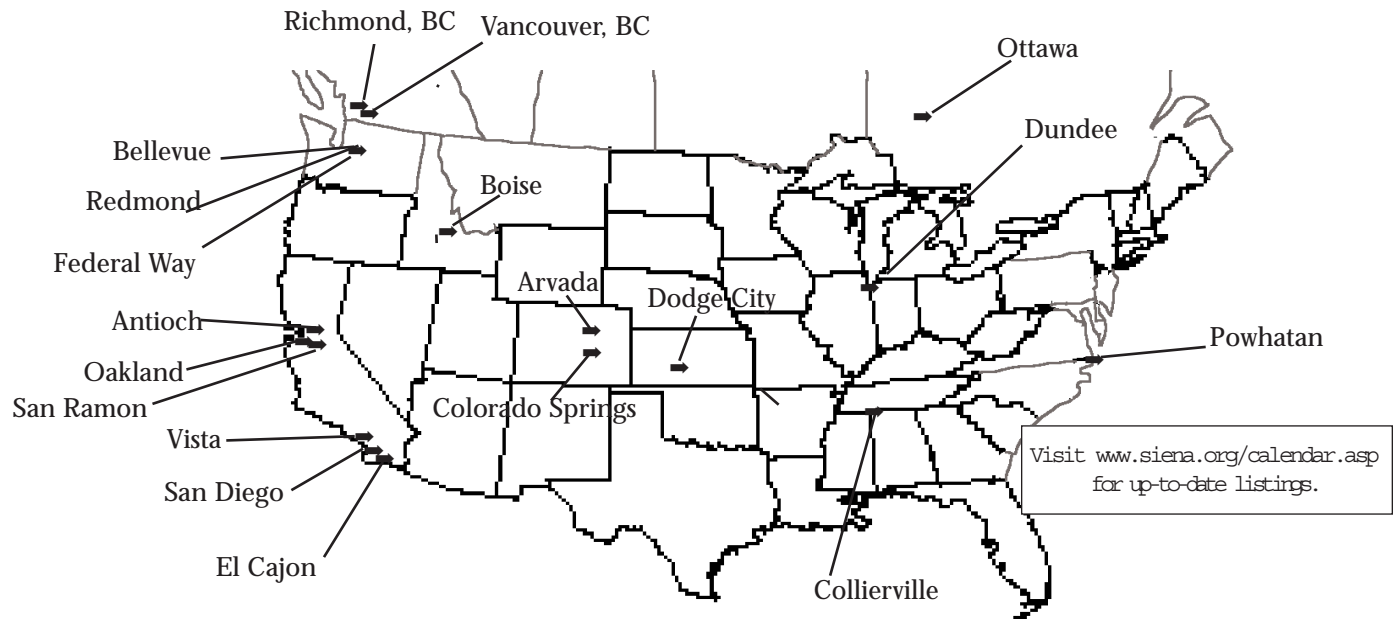 Richmond, BC
Vancouver, BC
Ottawa
Dundee
Bellevue
Redmond
Boise
Federal Way
Arvada
Dodge City
Antioch
Powhatan
Oakland
San Ramon
Colorado Springs
Vista
Visit www.siena.org/calendar.asp
for up-to-date listings.
San Diego
El Cajon
Collierville